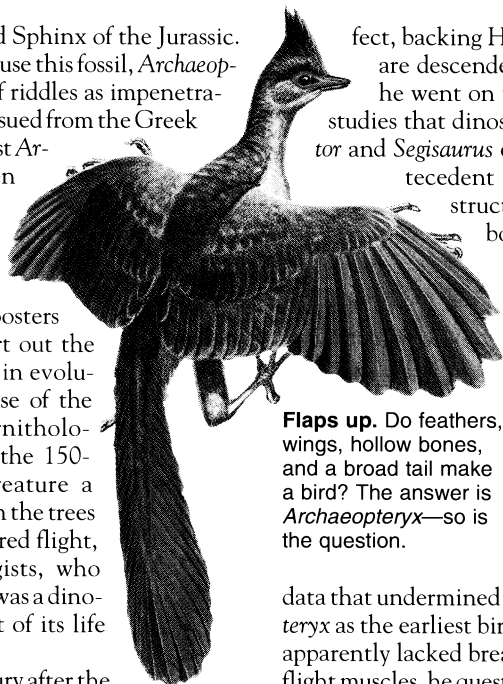 d Sphinx of the Jurassic.
use this fossil, Archaeop-
f riddles as impenetra-
sued from the Greek
st Ar-
en
osters
rt out the
in evolu-
se of the
rnitholo-
the 150-
reature a
n the trees
red flight,
gists, who
was a dino-
t of its life
ury after the
fect, backing H
are descende
he went on
studies that dinos
tor and Segisaurus
tecedent
struct
bo
Flaps up. Do feathers,
wings, hollow bones,
and a broad tail make
a bird? The answer is
Archaeopteryx—so is
the question.
data that undermined
teryx as the earliest bir
apparently lacked brea
flight muscles, he quest